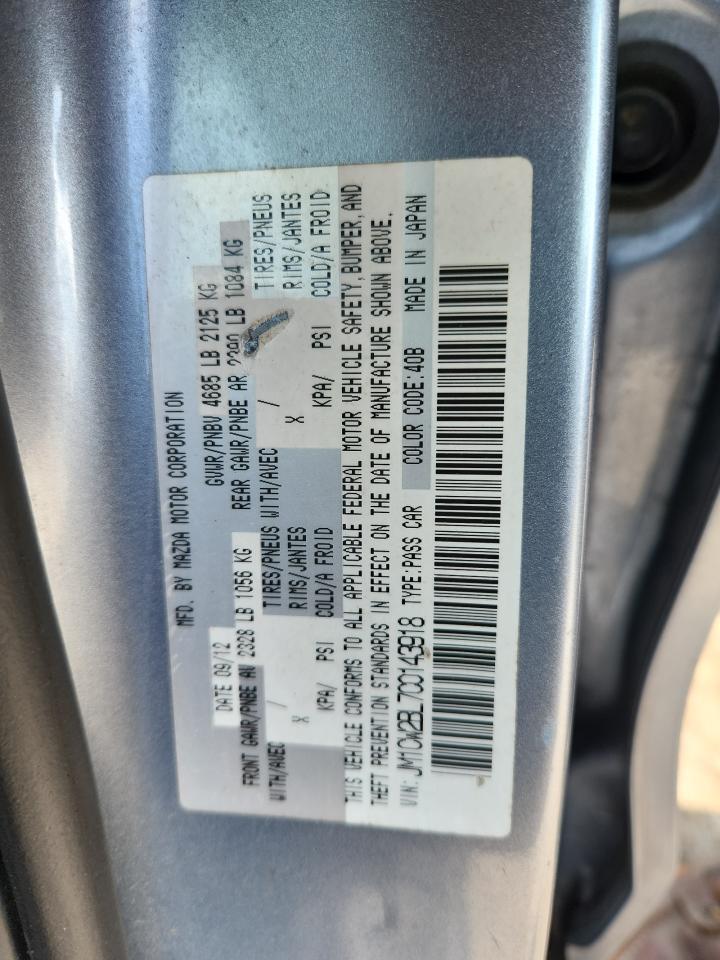 MFD. BY MAZDA MOTOR CORPORATION
DATE 09/12 GVWR/PNBV 4685 LB 2125 KG
FRONT GAWR/PNBE AV 2328 LB 1056 KG REAR GAWR/PNBE AR LB 1084 KG
WITH/AVEC / TIRES/PNEUS WITH/AVEC / TIRES/PNEUS
X RIMS/JANTES X RIMS/JANTES
KPA/ PSI COLD/A FROID KPA/ PSI COLD/A FROID
THIS VEHICLE CONFORMS TO ALL APPLICABLE FEDERAL MOTOR VEHICLE SAFETY, BUMPER, AND
THEFT PREVENTION STANDARDS IN EFFECT ON THE DATE OF MANUFACTURE SHOWN ABOVE.
VIN: JM1CW2BL7C0143918 TYPE:PASS CAR COLOR CODE:40B MADE IN JAPAN